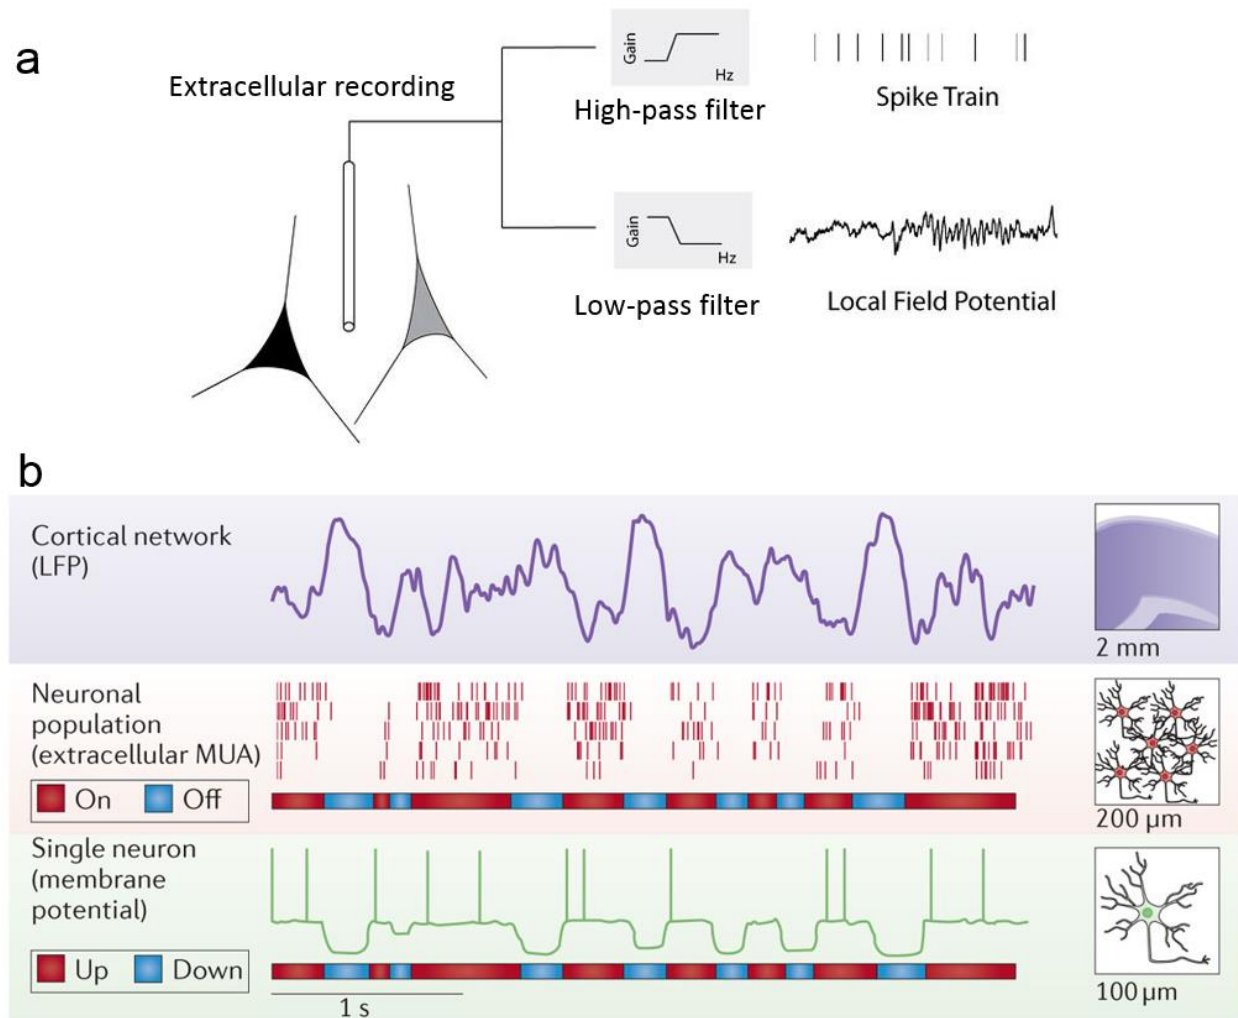 a
Extracellular recording
Gain
Hz
High-pass filter
Spike Train
Gain
Hz
Low-pass filter
Local Field Potential
b
Cortical network
(LFP)
2 mm
Neuronal
population
(extracellular MUA)
On
Off
200 µm
Single neuron
(membrane
potential)
Up
Down
1 s
100 µm